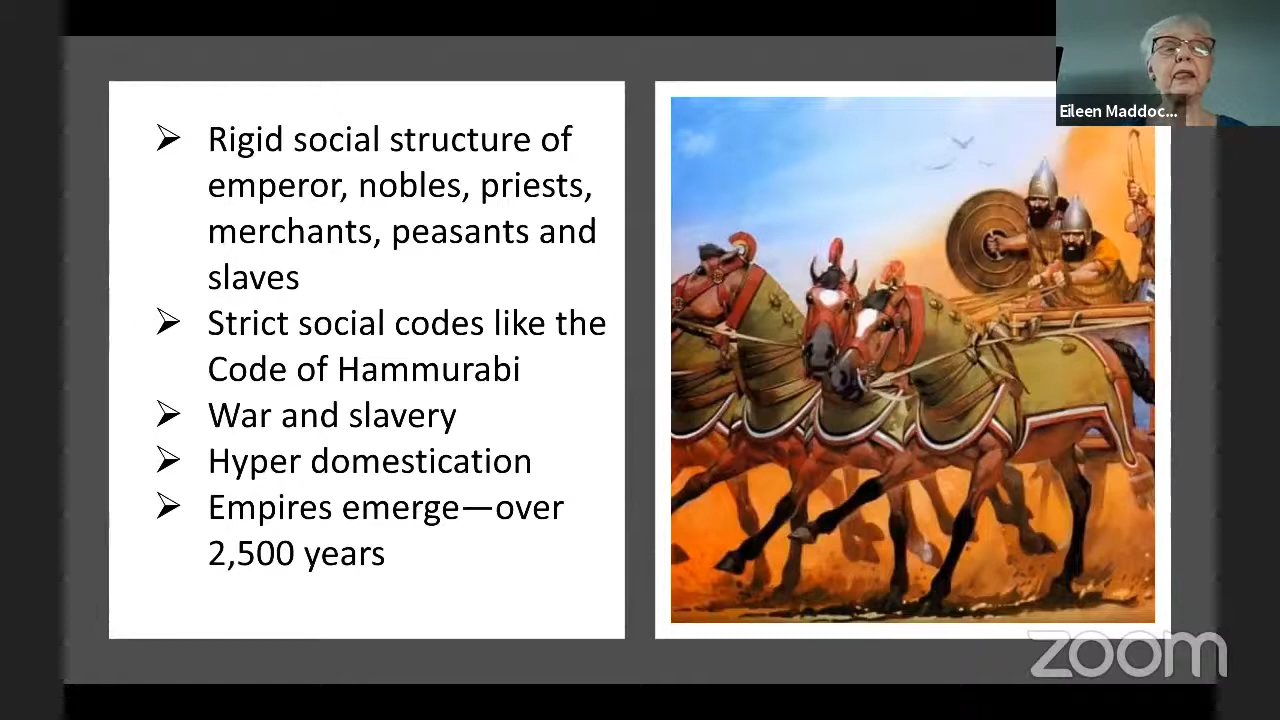 Eileen Maddoc...
➢ Rigid social structure of
emperor, nobles, priests,
merchants, peasants and
slaves
➢ Strict social codes like the
Code of Hammurabi
➢ War and slavery
➢ Hyper domestication
➢ Empires emerge—over
2,500 years
zoom